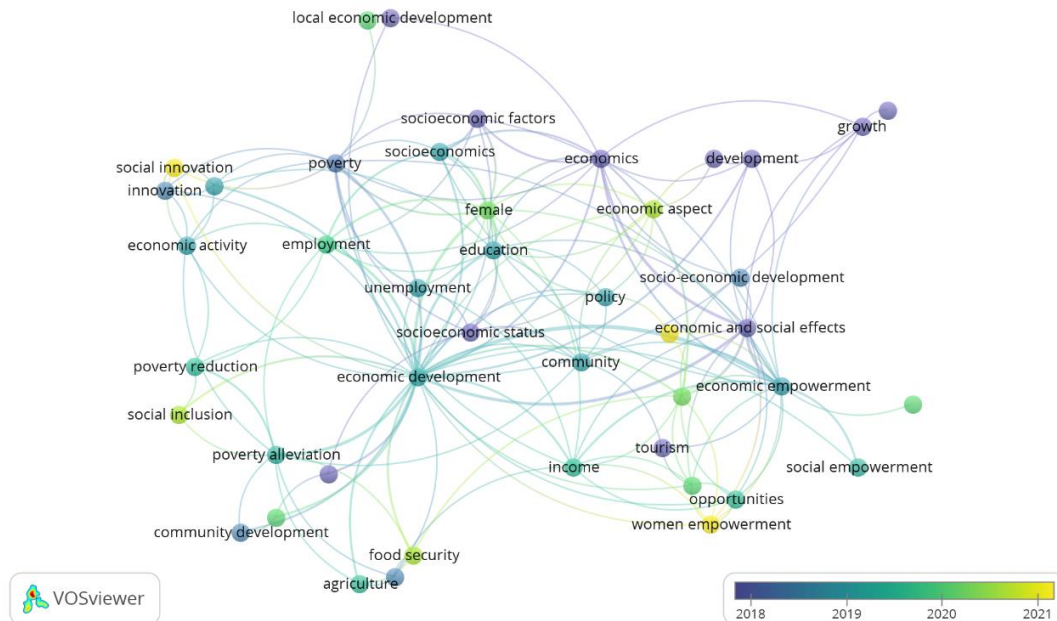 local economic development
socioeconomic factors
growth
socioeconomics
economics
development
poverty
social innovation
innovation
female
economic aspect
economic activity
employment
education
unemployment
socio-economic development
policy
socioeconomic status
economic and social effects
poverty reduction
economic development
community
economic empowerment
social inclusion
poverty alleviation
tourism
income
social empowerment
opportunities
women empowerment
community development
food security
agriculture
VOSviewer
2018 2019 2020 2021